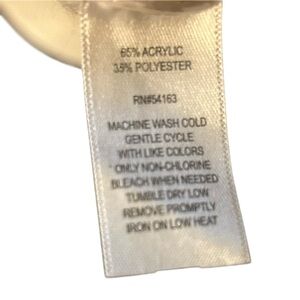 65% ACRYLIC
35% POLYESTER
RN#54163
MACHINE WASH COLD
GENTLE CYCLE
WITH LIKE COLORS
ONLY NON-CHLORINE
BLEACH WHEN NEEDED
TUMBLE DRY LOW
REMOVE PROMPTLY
IRON ON LOW HEAT